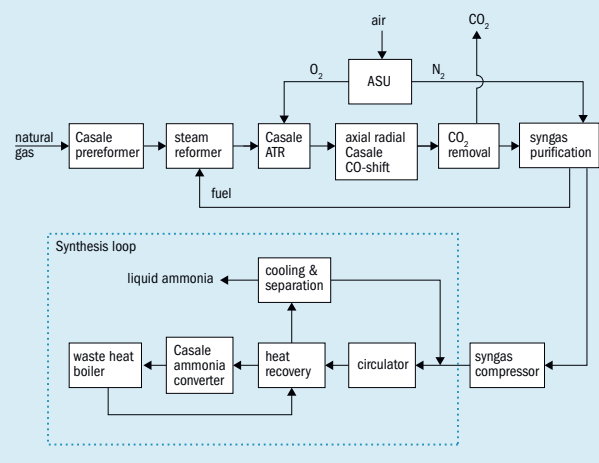 air
CO₂
O₂
ASU
N₂
natural
gas
Casale
prereformer
steam
reformer
Casale
ATR
axial radial
Casale
CO-shift
CO₂
removal
syngas
purification
fuel
Synthesis loop
liquid ammonia
cooling &
separation
waste heat
boiler
Casale
ammonia
converter
heat
recovery
circulator
syngas
compressor